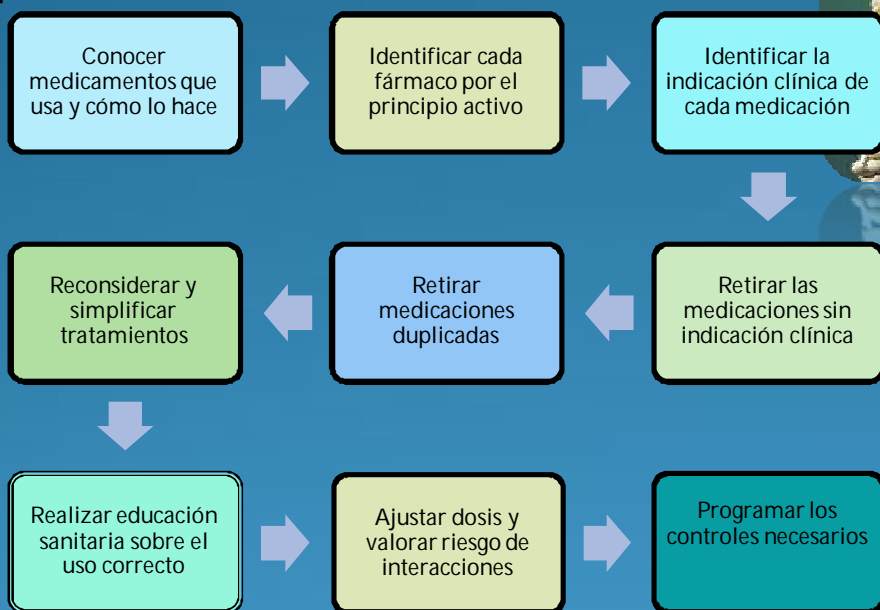 Conocer
medicamentos que
usa y cómo lo hace
Identificar cada
fármaco por el
principio activo
Identificar la
indicación clínica de
cada medicación
Retirar las
medicaciones sin
indicación clínica
Retirar
medicaciones
duplicadas
Reconsiderar y
simplificar
tratamientos
Realizar educación
sanitaria sobre el
uso correcto
Ajustar dosis y
valorar riesgo de
interacciones
Programar los
controles necesarios